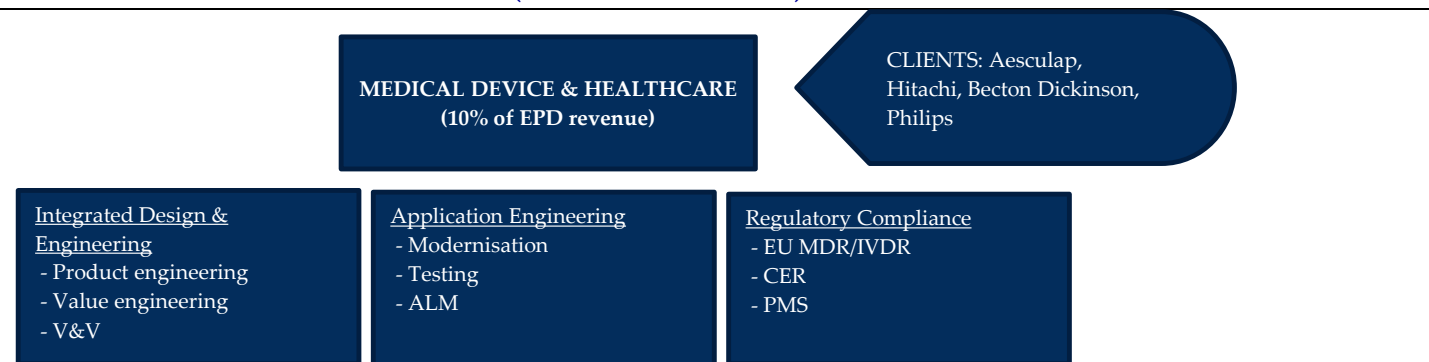 MEDICAL DEVICE & HEALTHCARE
(10% of EPD revenue)
CLIENTS: Aesculap,
Hitachi, Becton Dickinson,
Philips
Integrated Design &
Engineering
- Product engineering
- Value engineering
- V&V
Application Engineering
- Modernisation
- Testing
- ALM
Regulatory Compliance
- EU MDR/IVDR
- CER
- PMS